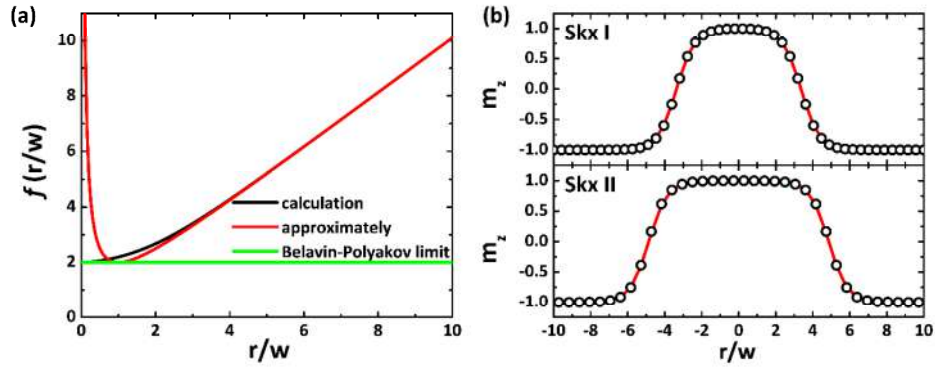 (a)
10
8
6
4
2
0
f (r/w)
calculation
approximately
Belavin-Polyakov limit
0 2 4 6 8 10
r/w
(b)
Skx I
1.0
0.5
0.0
-0.5
-1.0
m_z
Skx II
1.0
0.5
0.0
-0.5
-1.0
m_z
-10 -8 -6 -4 -2 0 2 4 6 8 10
r/w